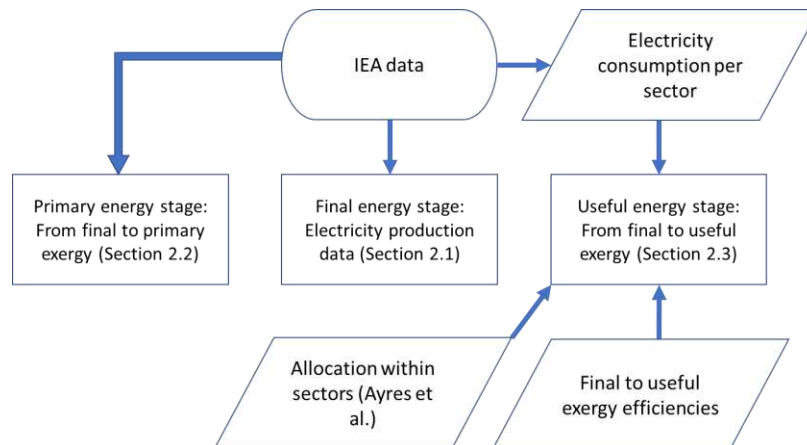 IEA data
Electricity
consumption per
sector
Primary energy stage:
From final to primary
exergy (Section 2.2)
Final energy stage:
Electricity production
data (Section 2.1)
Useful energy stage:
From final to useful
exergy (Section 2.3)
Allocation within
sectors (Ayres et
al.)
Final to useful
exergy efficiencies